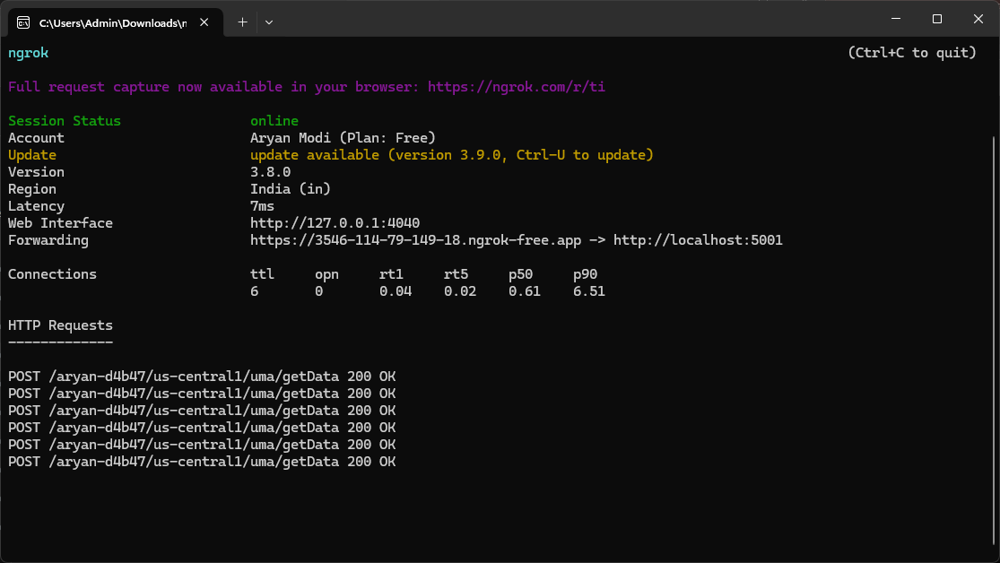 C:\Users\Admin\Downloads\n
ngrok (Ctrl+C to quit)
Full request capture now available in your browser: https://ngrok.com/r/ti
Session Status online
Account Aryan Modi (Plan: Free)
Update update available (version 3.9.0, Ctrl-U to update)
Version 3.8.0
Region India (in)
Latency 7ms
Web Interface http://127.0.0.1:4040
Forwarding https://3546-114-79-149-18.ngrok-free.app -> http://localhost:5001
Connections ttl opn rt1 rt5 p50 p90
6 0 0.04 0.02 0.61 6.51
HTTP Requests
-------------
POST /aryan-d4b47/us-central1/uma/getData 200 OK
POST /aryan-d4b47/us-central1/uma/getData 200 OK
POST /aryan-d4b47/us-central1/uma/getData 200 OK
POST /aryan-d4b47/us-central1/uma/getData 200 OK
POST /aryan-d4b47/us-central1/uma/getData 200 OK
POST /aryan-d4b47/us-central1/uma/getData 200 OK